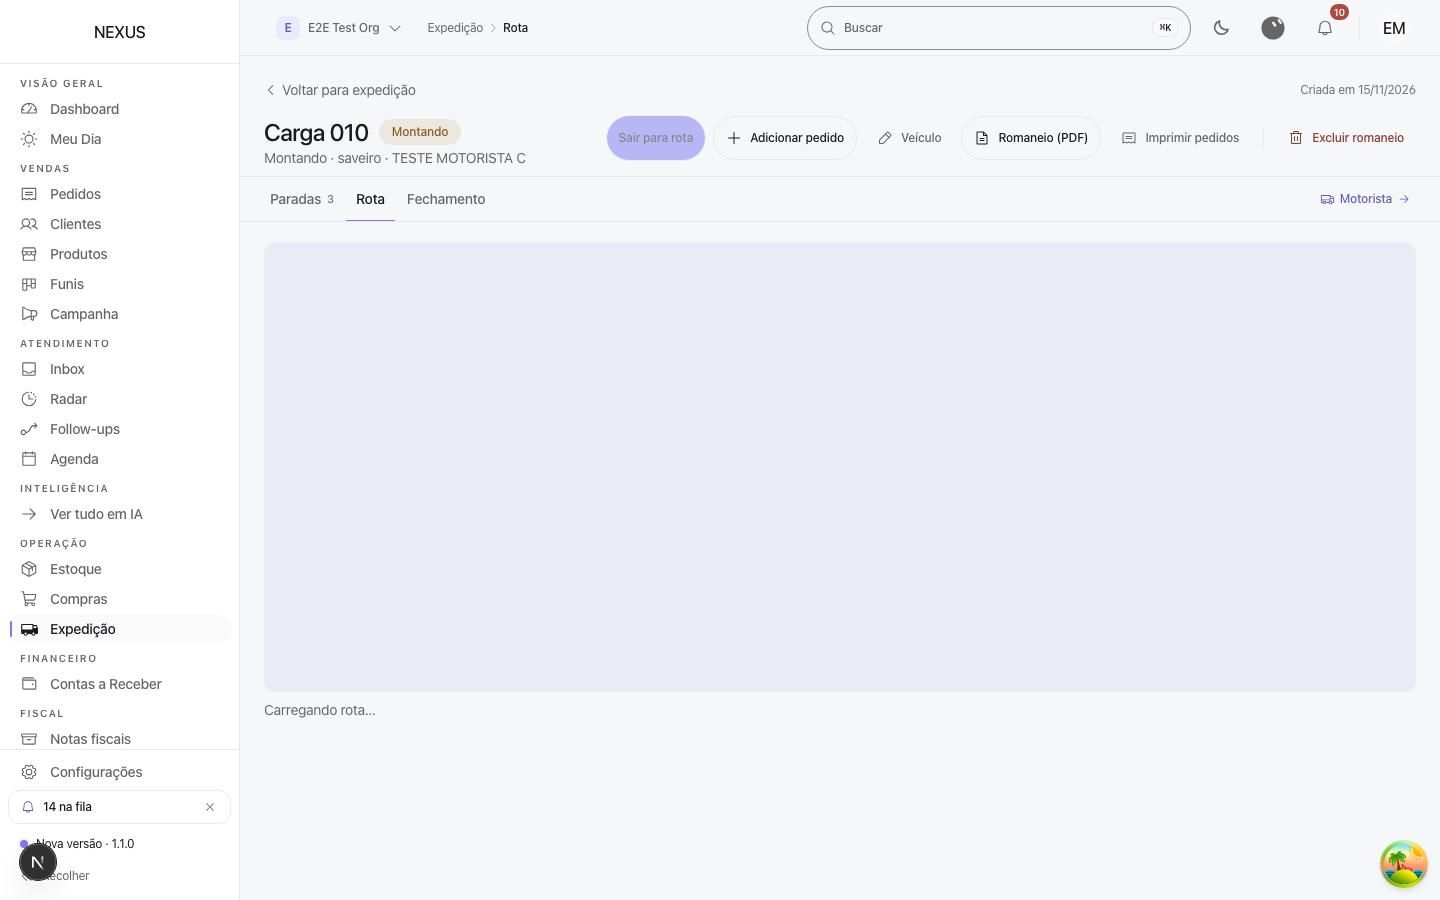 NEXUS
E
E2E Test Org
Expedição
Rota
Buscar
⌘K
10
EM
VISÃO GERAL
Dashboard
Meu Dia
VENDAS
Pedidos
Clientes
Produtos
Funis
Campanha
ATENDIMENTO
Inbox
Radar
Follow-ups
Agenda
INTELIGÊNCIA
Ver tudo em IA
OPERAÇÃO
Estoque
Compras
Expedição
FINANCEIRO
Contas a Receber
FISCAL
Notas fiscais
Configurações
14 na fila
Nova versão · 1.1.0
N
Recolher
Voltar para expedição
Criada em 15/11/2026
Carga 010
Montando
Montando · saveiro · TESTE MOTORISTA C
Sair para rota
Adicionar pedido
Veículo
Romaneio (PDF)
Imprimir pedidos
Excluir romaneio
Paradas 3
Rota
Fechamento
Motorista
Carregando rota...